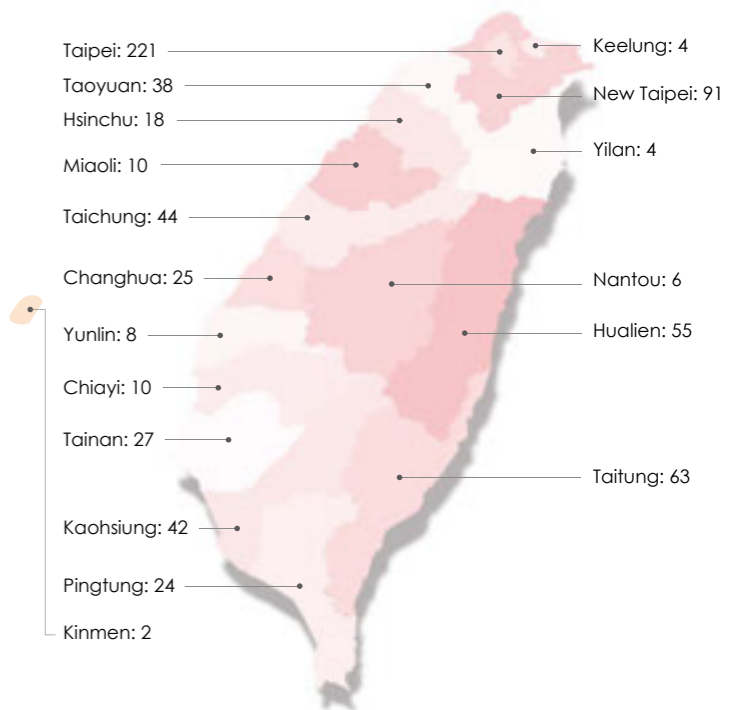 Taipei: 221
Taoyuan: 38
Hsinchu: 18
Miaoli: 10
Taichung: 44
Changhua: 25
Yunlin: 8
Chiayi: 10
Tainan: 27
Kaohsiung: 42
Pingtung: 24
Kinmen: 2
Keelung: 4
New Taipei: 91
Yilan: 4
Nantou: 6
Hualien: 55
Taitung: 63